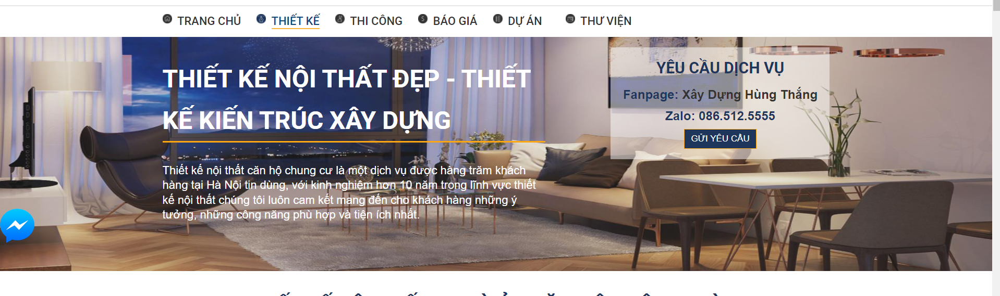 TRANG CHỦ THIẾT KẾ THI CÔNG BÁO GIÁ DỰ ÁN THƯ VIỆN
THIẾT KẾ NỘI THẤT ĐẸP - THIẾT
KẾ KIẾN TRÚC XÂY DỰNG
Thiết kế nội thất căn hộ chung cư là một dịch vụ được hàng trăm khách
hàng tại Hà Nội tin dùng, với kinh nghiệm hơn 10 năm trong lĩnh vực thiết
kế nội thất chúng tôi luôn cam kết mang đến cho khách hàng những ý
tưởng, những công năng phù hợp và tiện ích nhất.
YÊU CẦU DỊCH VỤ
Fanpage: Xây Dựng Hùng Thắng
Zalo: 086.512.5555
GỬI YÊU CẦU